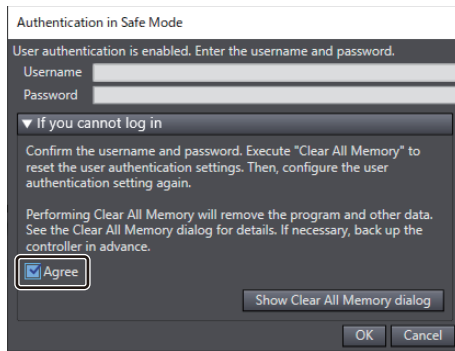 Authentication in Safe Mode
User authentication is enabled. Enter the username and password.
Username
Password
▼ If you cannot log in
Confirm the username and password. Execute "Clear All Memory" to
reset the user authentication settings. Then, configure the user
authentication setting again.
Performing Clear All Memory will remove the program and other data.
See the Clear All Memory dialog for details. If necessary, back up the
controller in advance.
Agree
Show Clear All Memory dialog
OK Cancel